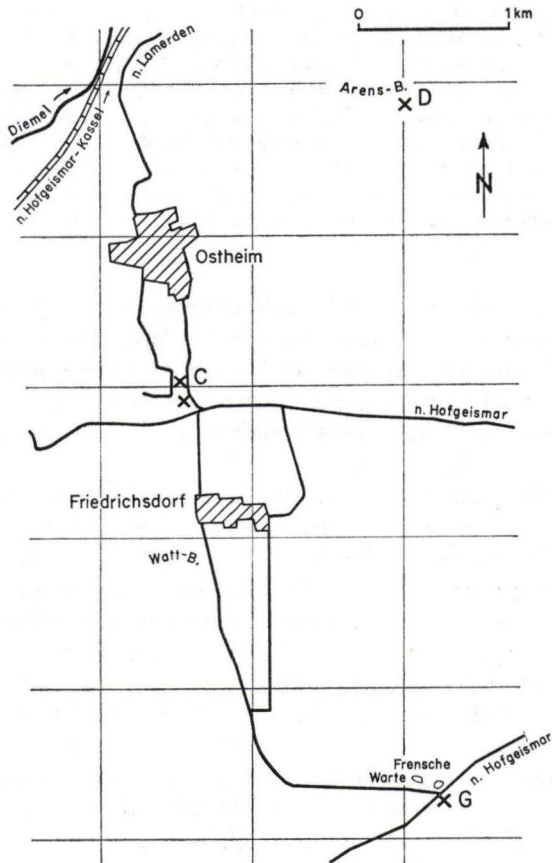 0 1 km
n. Lamerden
Arens-B.
D
Diemel
n. Hofgeismar-Kassel
N
Ostheim
C
n. Hofgeismar
Friedrichsdorf
Watt-B.
Frensche
Warte
n. Hofgeismar
G